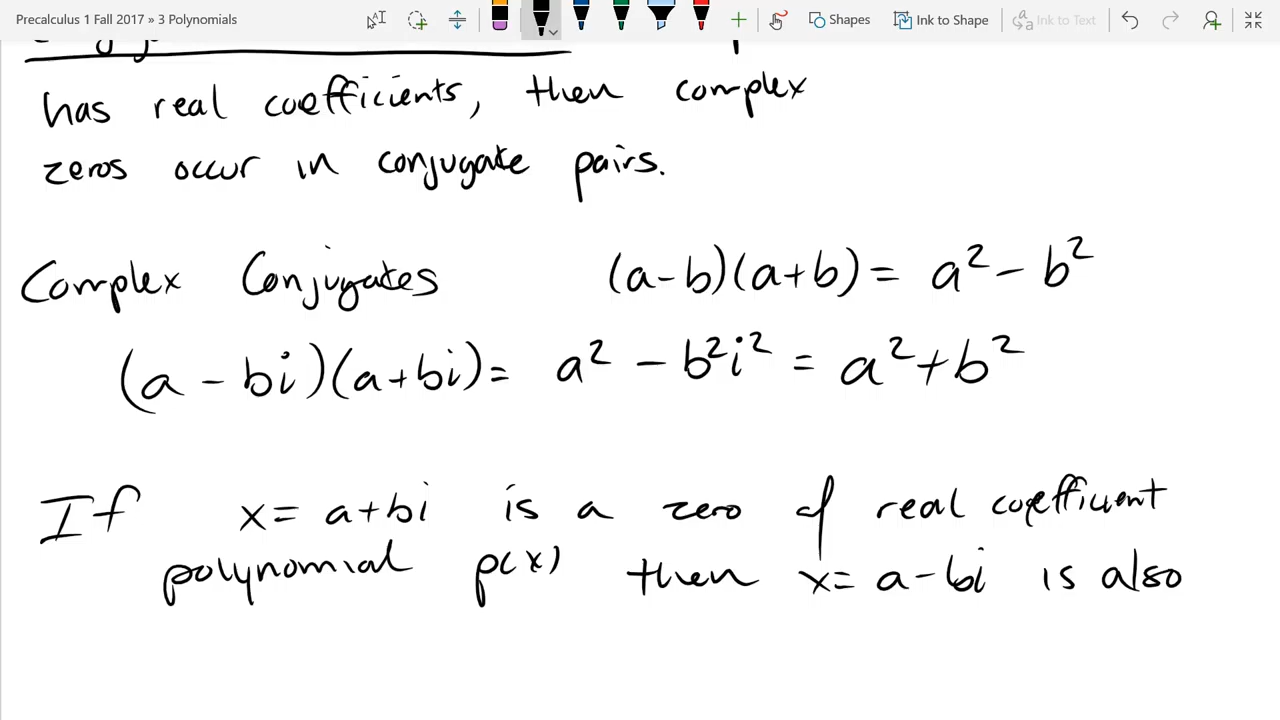 Precalculus 1 Fall 2017 » 3 Polynomials
Shapes
Ink to Shape
Ink to Text
has real coefficients, then complex
zeros occur in conjugate pairs.
Complex Conjugates (a-b)(a+b) = a² - b²
(a - bi)(a+bi) = a² - b²i² = a² + b²
If x = a+bi is a zero of real coefficient
polynomial p(x) then x = a-bi is also